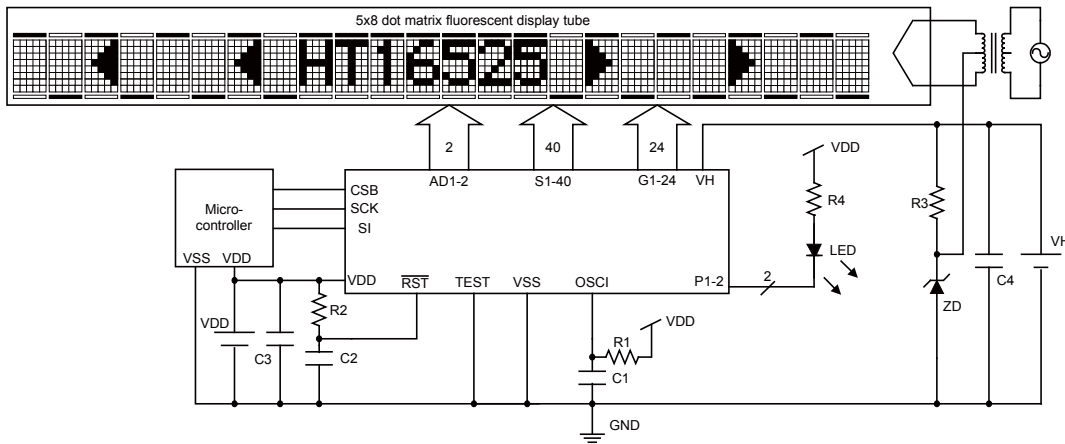 5x8 dot matrix fluorescent display tube
HT16525
2
40
24
AD1-2
S1-40
G1-24
VH
VDD
R4
R3
Micro-
controller
CSB
SCK
SI
LED
VH
VSS
VDD
VDD
RST
TEST
VSS
OSCI
P1-2
2
C4
ZD
R2
VDD
VDD
C3
C2
R1
C1
GND